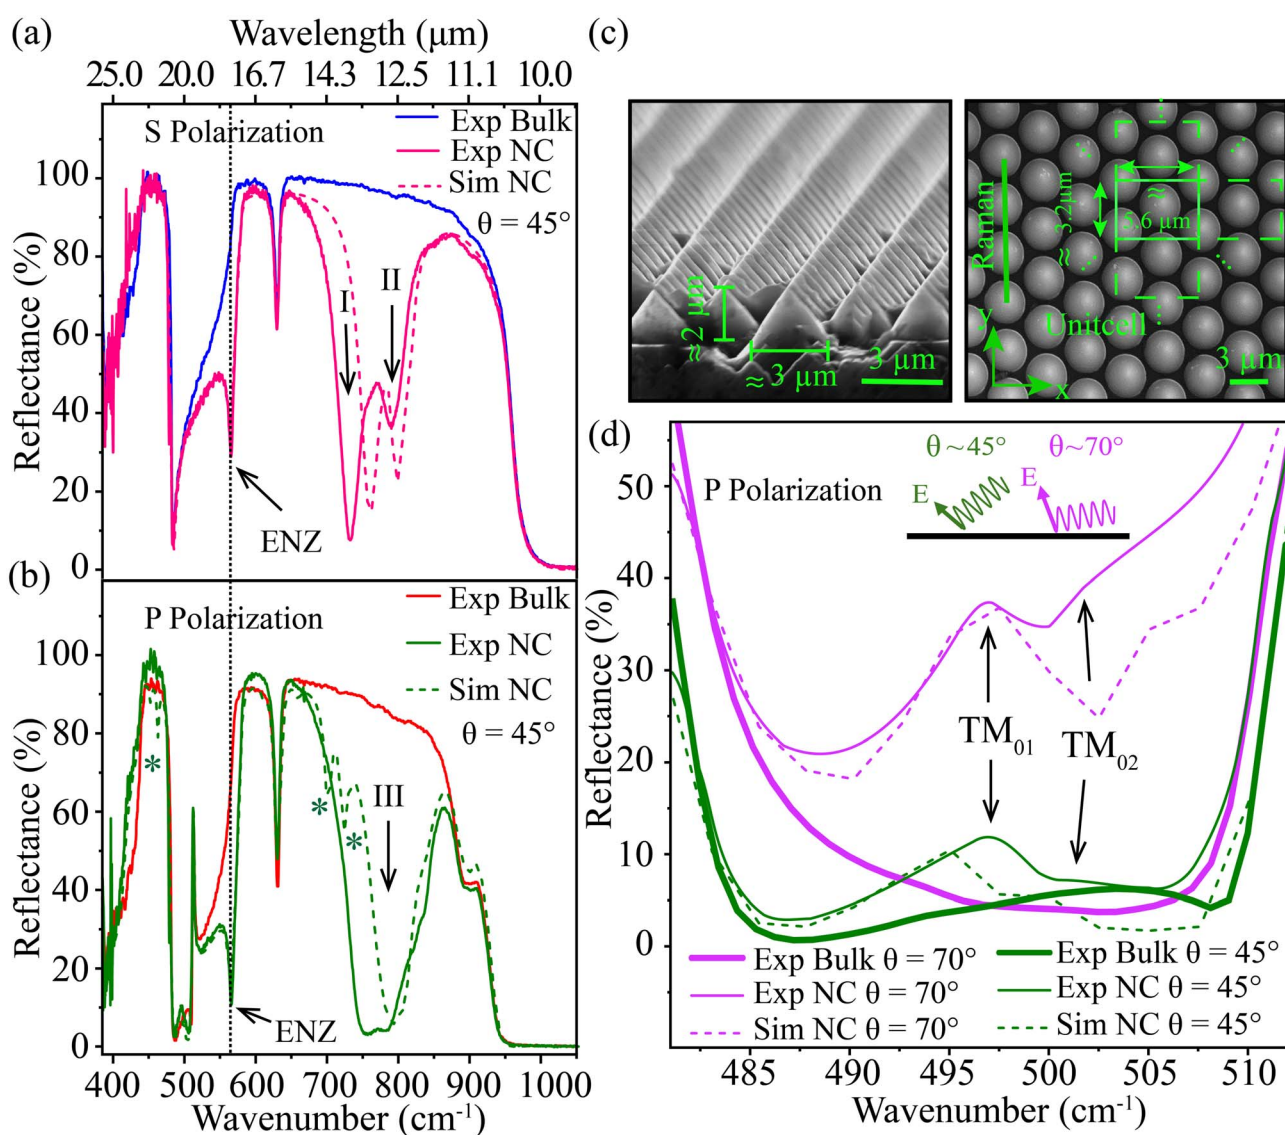 (a)
Wavelength (μm)
25.0 20.0 16.7 14.3 12.5 11.1 10.0
S Polarization
Exp Bulk
Exp NC
Sim NC
θ = 45°
I
II
ENZ
Reflectance (%)
100
80
60
40
20
0
(b)
P Polarization
Exp Bulk
Exp NC
Sim NC
θ = 45°
*
*
*
III
ENZ
Reflectance (%)
100
80
60
40
20
0
400 500 600 700 800 900 1000
Wavenumber (cm-1)
(c)
≈2 μm
≈ 3 μm
3 μm
Raman
≈ 3.2μm
≈
5.6 μm
Unitcell
y
x
3 μm
(d)
P Polarization
θ~45°
θ~70°
E
E
TM01
TM02
Reflectance (%)
50
40
30
20
10
0
Exp Bulk θ = 70°
Exp NC θ = 70°
Sim NC θ = 70°
Exp Bulk θ = 45°
Exp NC θ = 45°
Sim NC θ = 45°
485 490 495 500 505 510
Wavenumber (cm-1)